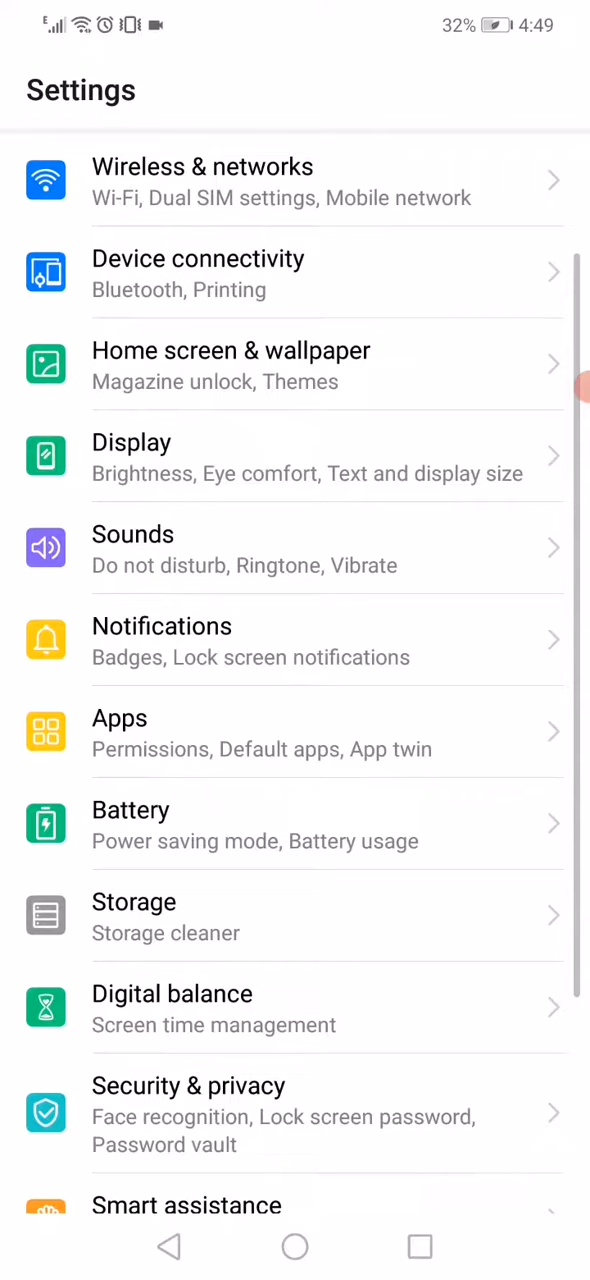 E 32% 4:49
Settings
Wireless & networks
Wi-Fi, Dual SIM settings, Mobile network
Device connectivity
Bluetooth, Printing
Home screen & wallpaper
Magazine unlock, Themes
Display
Brightness, Eye comfort, Text and display size
Sounds
Do not disturb, Ringtone, Vibrate
Notifications
Badges, Lock screen notifications
Apps
Permissions, Default apps, App twin
Battery
Power saving mode, Battery usage
Storage
Storage cleaner
Digital balance
Screen time management
Security & privacy
Face recognition, Lock screen password,
Password vault
Smart assistance